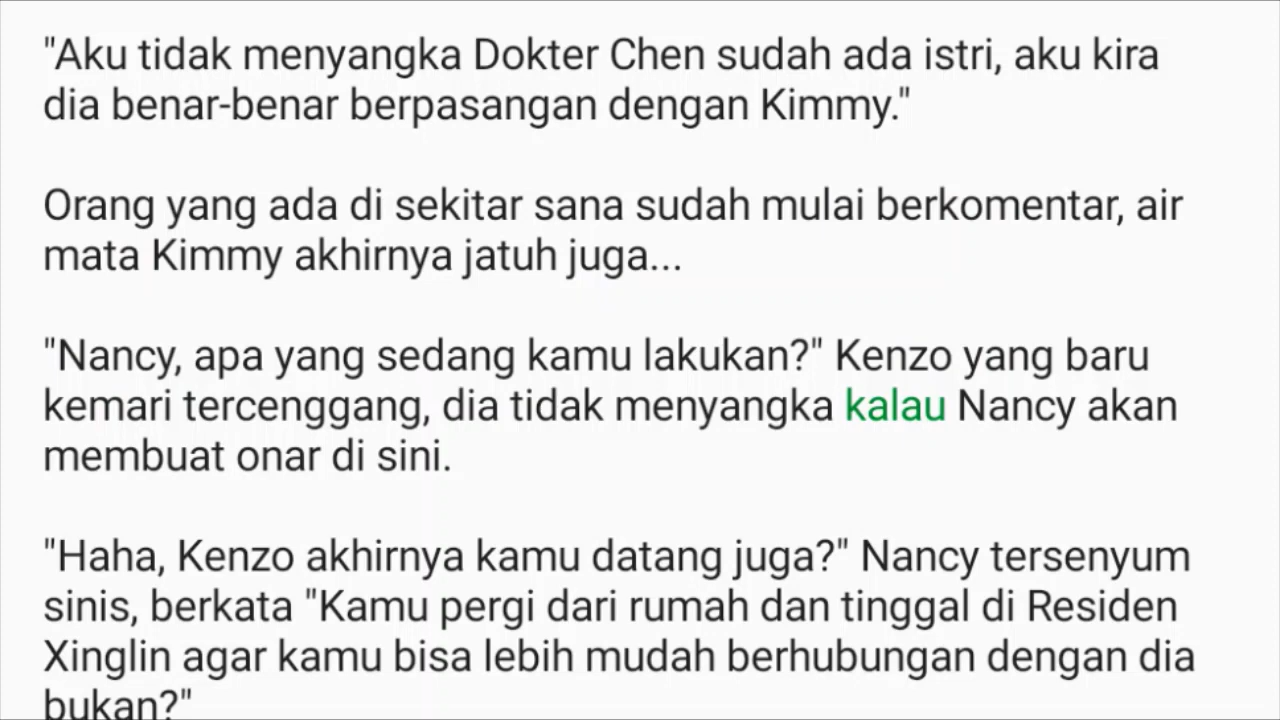 "Aku tidak menyangka Dokter Chen sudah ada istri, aku kira
dia benar-benar berpasangan dengan Kimmy."
Orang yang ada di sekitar sana sudah mulai berkomentar, air
mata Kimmy akhirnya jatuh juga...
"Nancy, apa yang sedang kamu lakukan?" Kenzo yang baru
kemari tercenggang, dia tidak menyangka kalau Nancy akan
membuat onar di sini.
"Haha, Kenzo akhirnya kamu datang juga?" Nancy tersenyum
sinis, berkata "Kamu pergi dari rumah dan tinggal di Residen
Xinglin agar kamu bisa lebih mudah berhubungan dengan dia
bukan?"